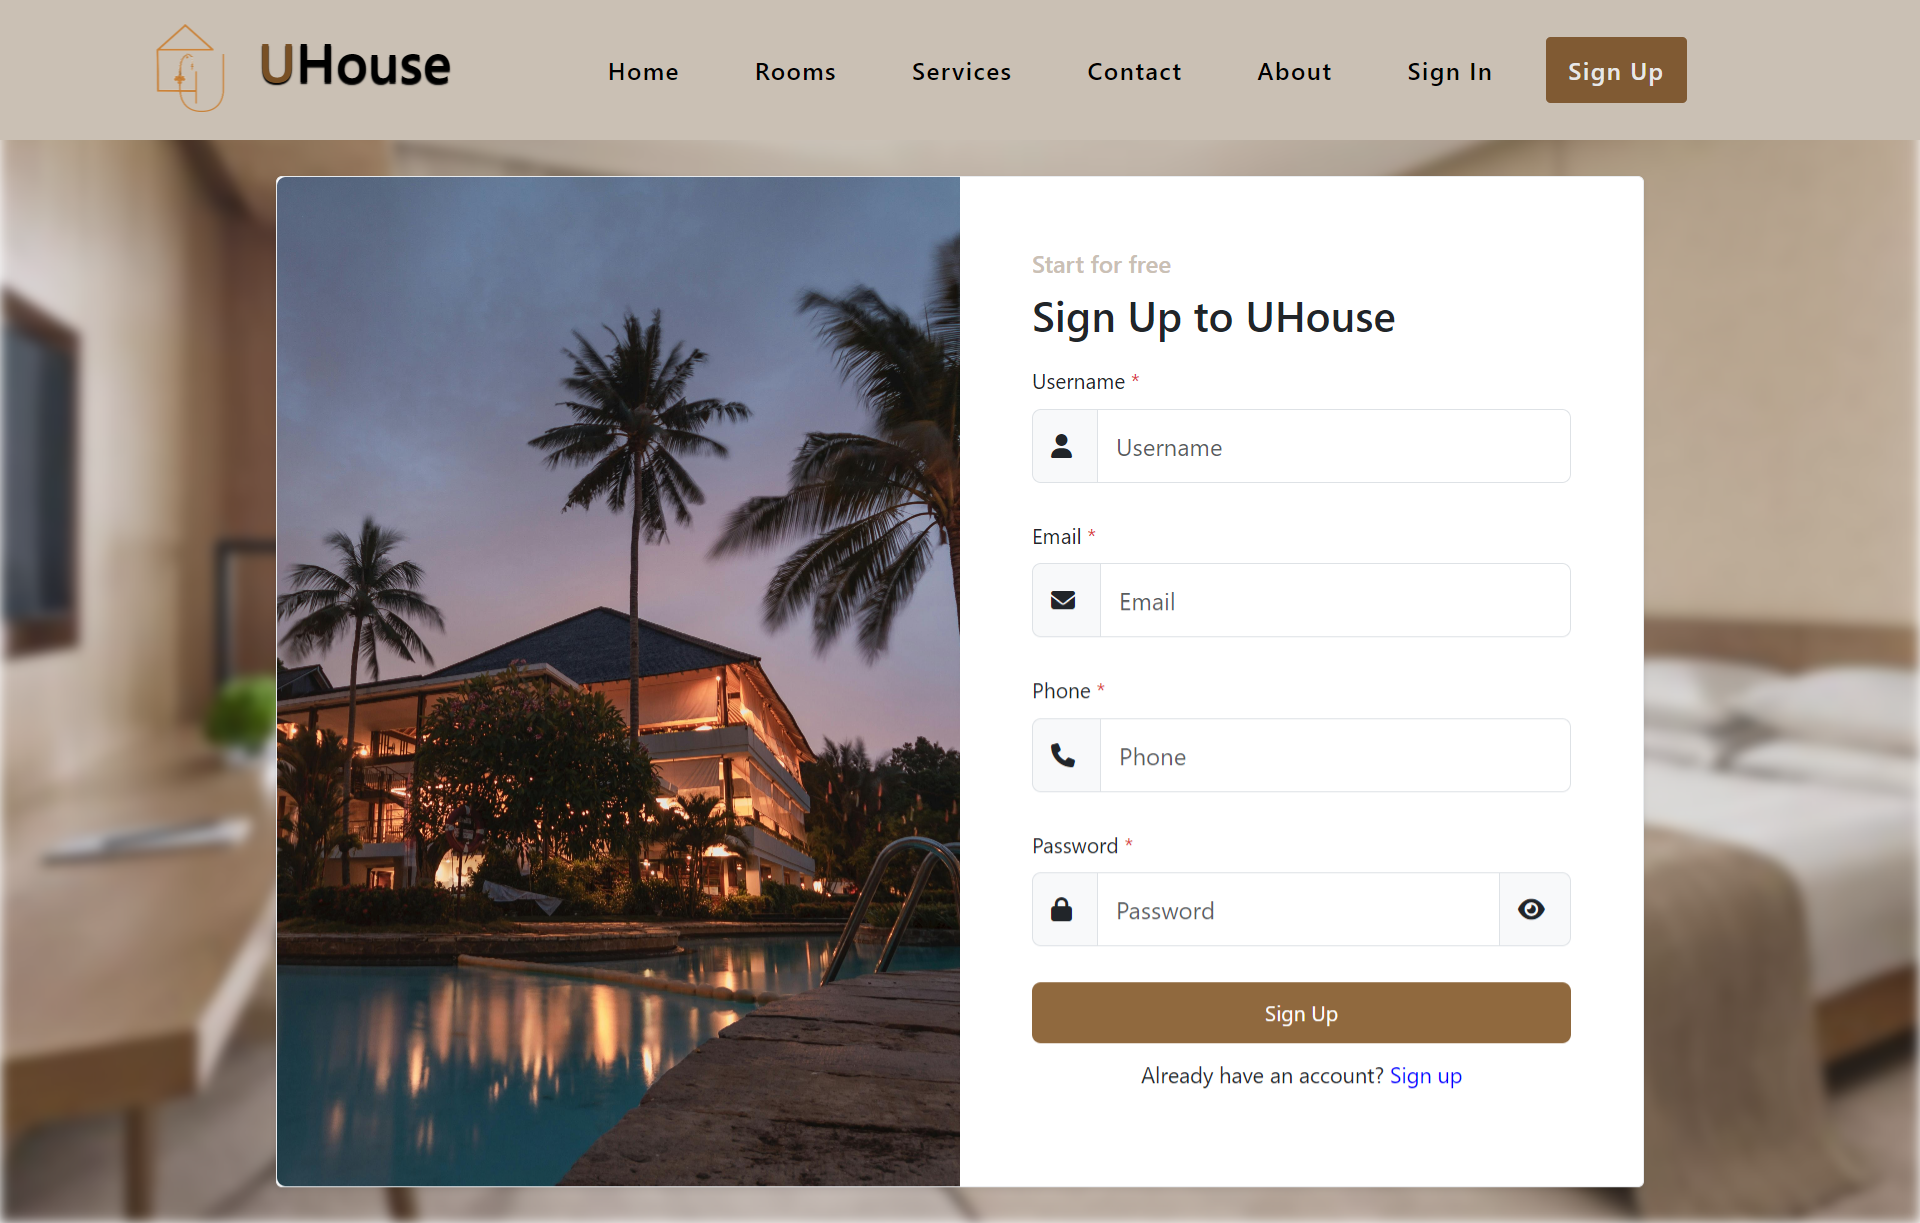 UHouse
Home Rooms Services Contact About Sign In Sign Up
Start for free
Sign Up to UHouse
Username *
Username
Email *
Email
Phone *
Phone
Password *
Password
Sign Up
Already have an account? Sign up